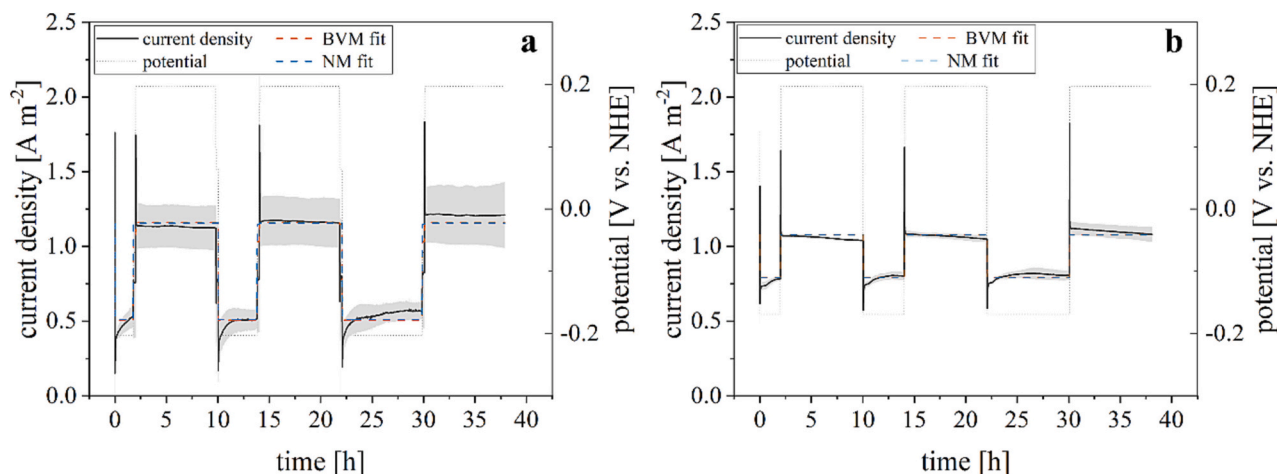 2.5
2.0
1.5
1.0
0.5
0.0
current density [A m⁻²]
current density
potential
BVM fit
NM fit
a
0.2
-0.0
-0.2
potential [V vs. NHE]
0 5 10 15 20 25 30 35 40
time [h]
2.5
2.0
1.5
1.0
0.5
0.0
current density [A m⁻²]
current density
potential
BVM fit
NM fit
b
0.2
-0.0
-0.2
potential [V vs. NHE]
0 5 10 15 20 25 30 35 40
time [h]